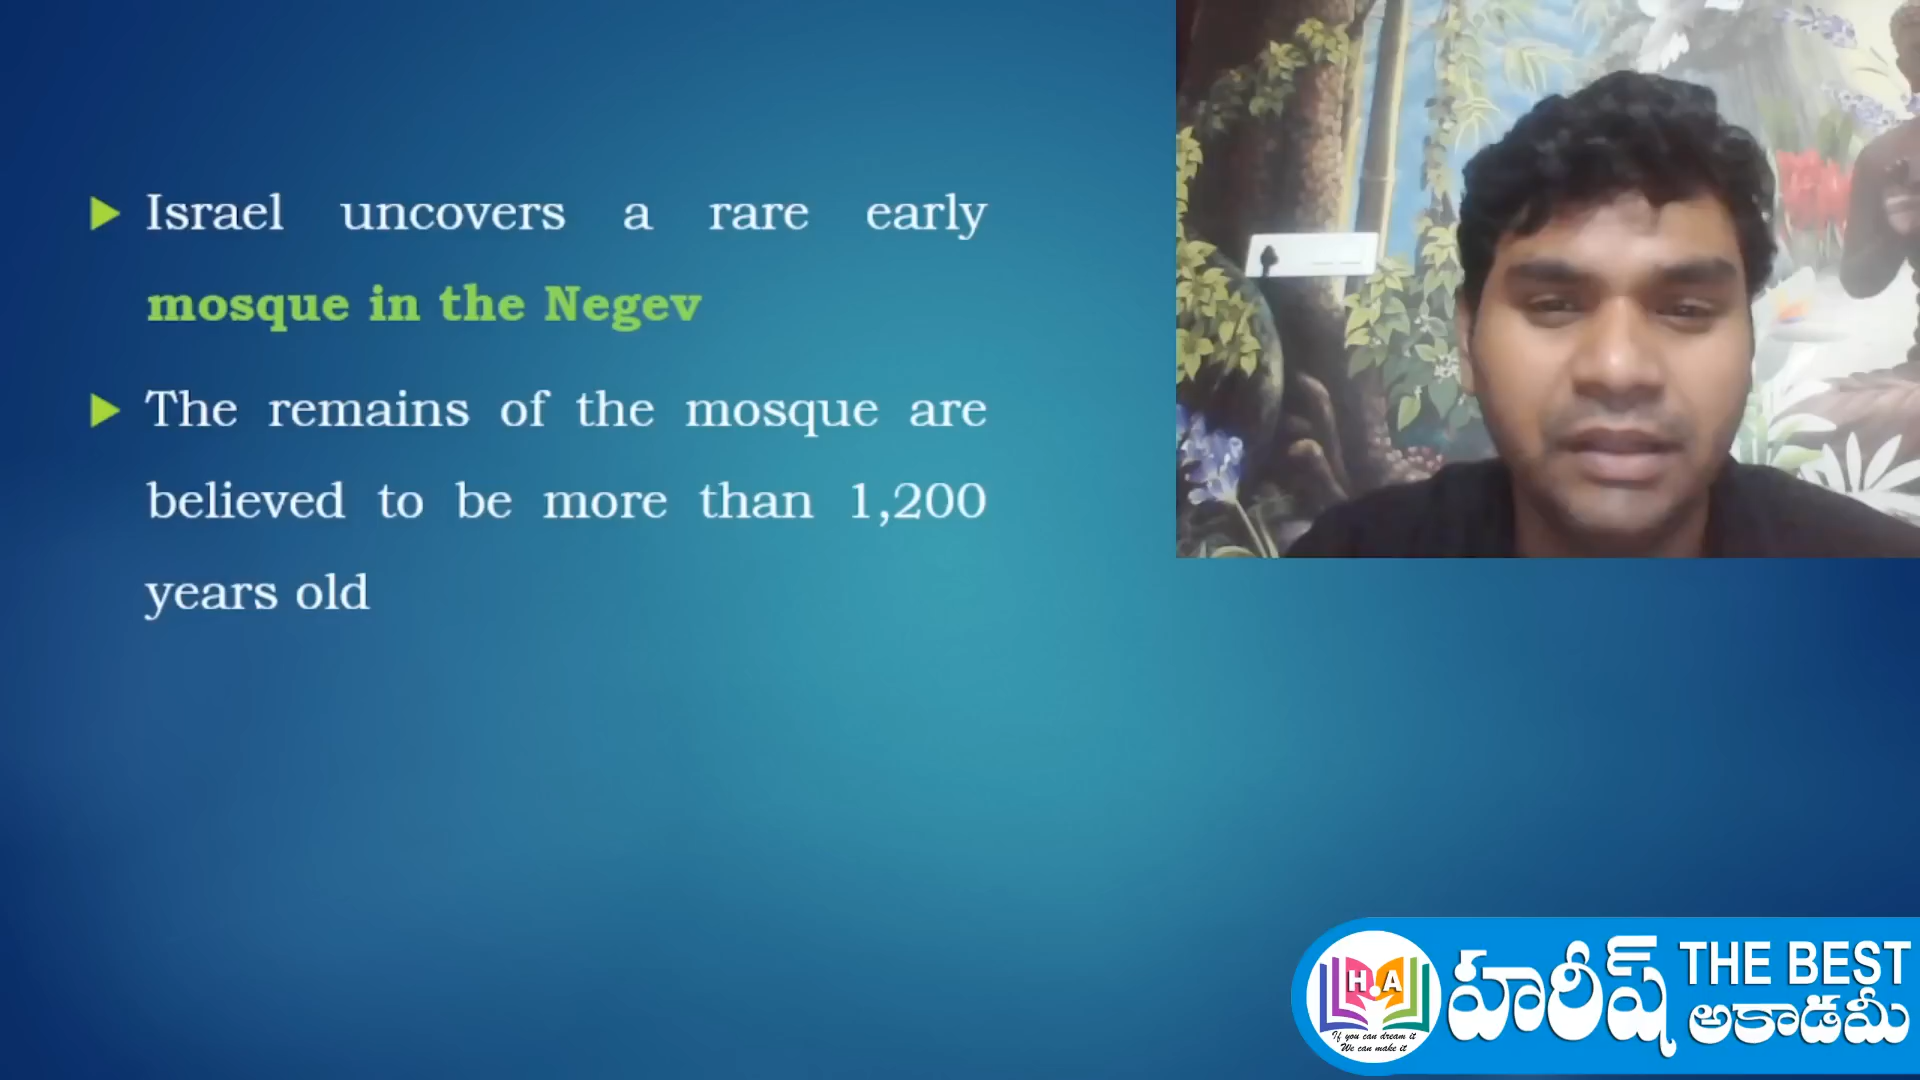 Israel uncovers a rare early
mosque in the Negev
The remains of the mosque are
believed to be more than 1,200
years old
H.A
If you can dream it
We can make it
హరీష్
THE BEST
అకాడమీ